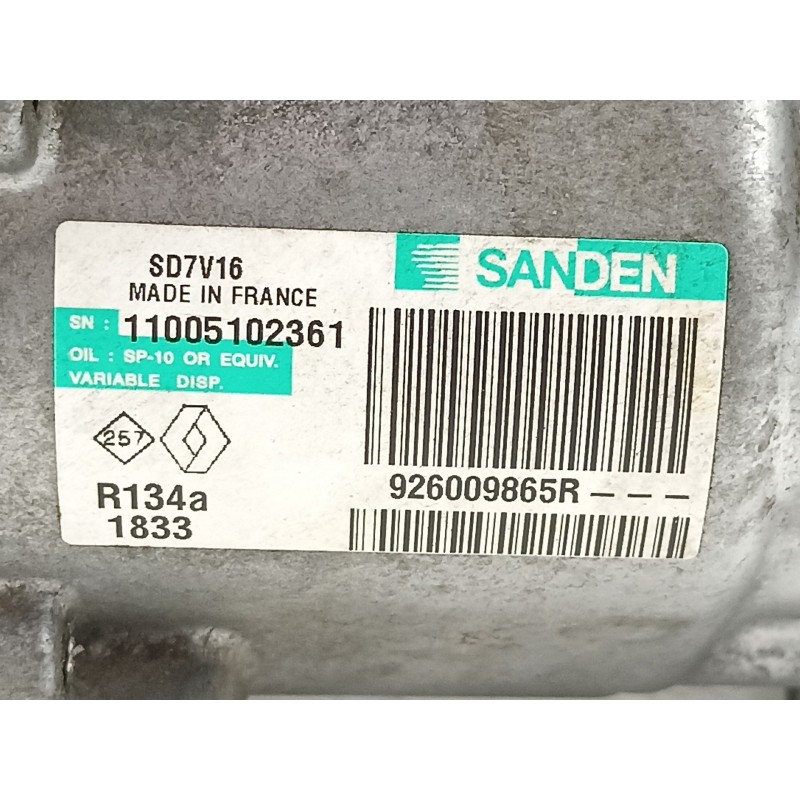 SD7V16
MADE IN FRANCE
SANDEN
SN : 11005102361
OIL : SP-10 OR EQUIV.
VARIABLE DISP.
257
R134a
1833
926009865R---